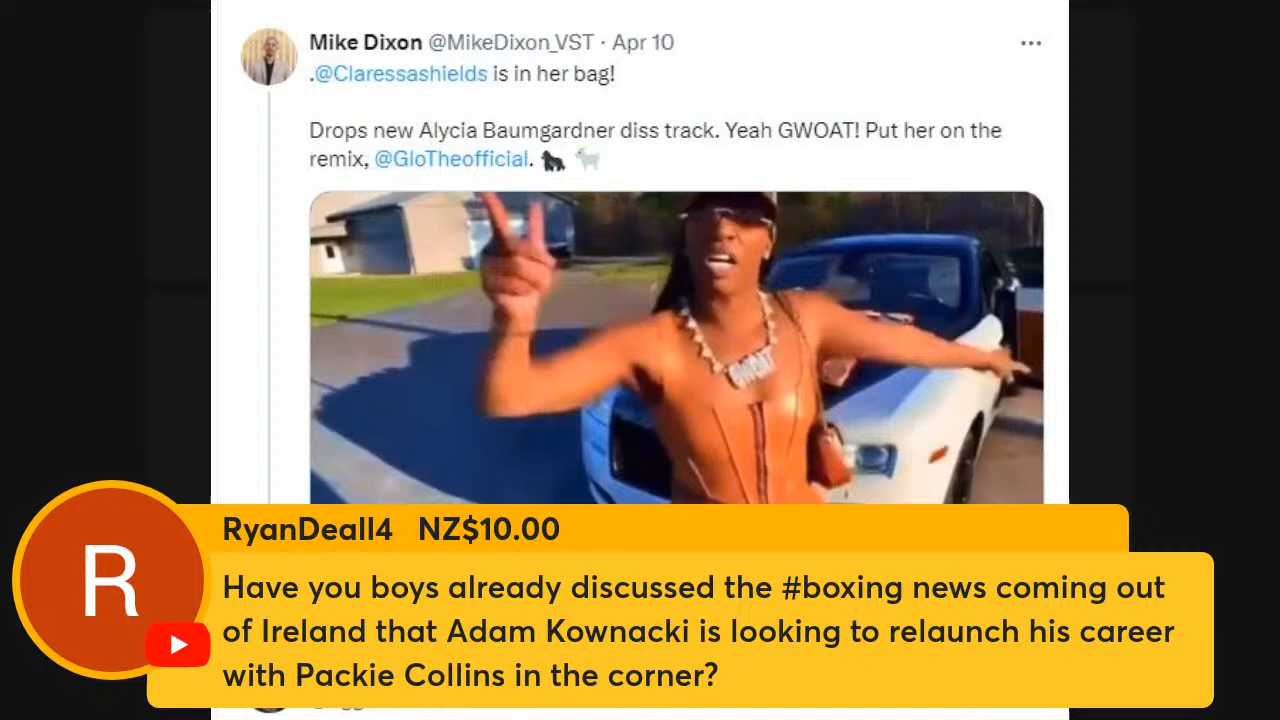 Mike Dixon @MikeDixon_VST · Apr 10
.@Claressashields is in her bag!
Drops new Alycia Baumgardner diss track. Yeah GWOAT! Put her on the
remix, @GloTheofficial. 🦍 🐐
GWOAT
R
RyanDeall4 NZ$10.00
Have you boys already discussed the #boxing news coming out
of Ireland that Adam Kownacki is looking to relaunch his career
with Packie Collins in the corner?